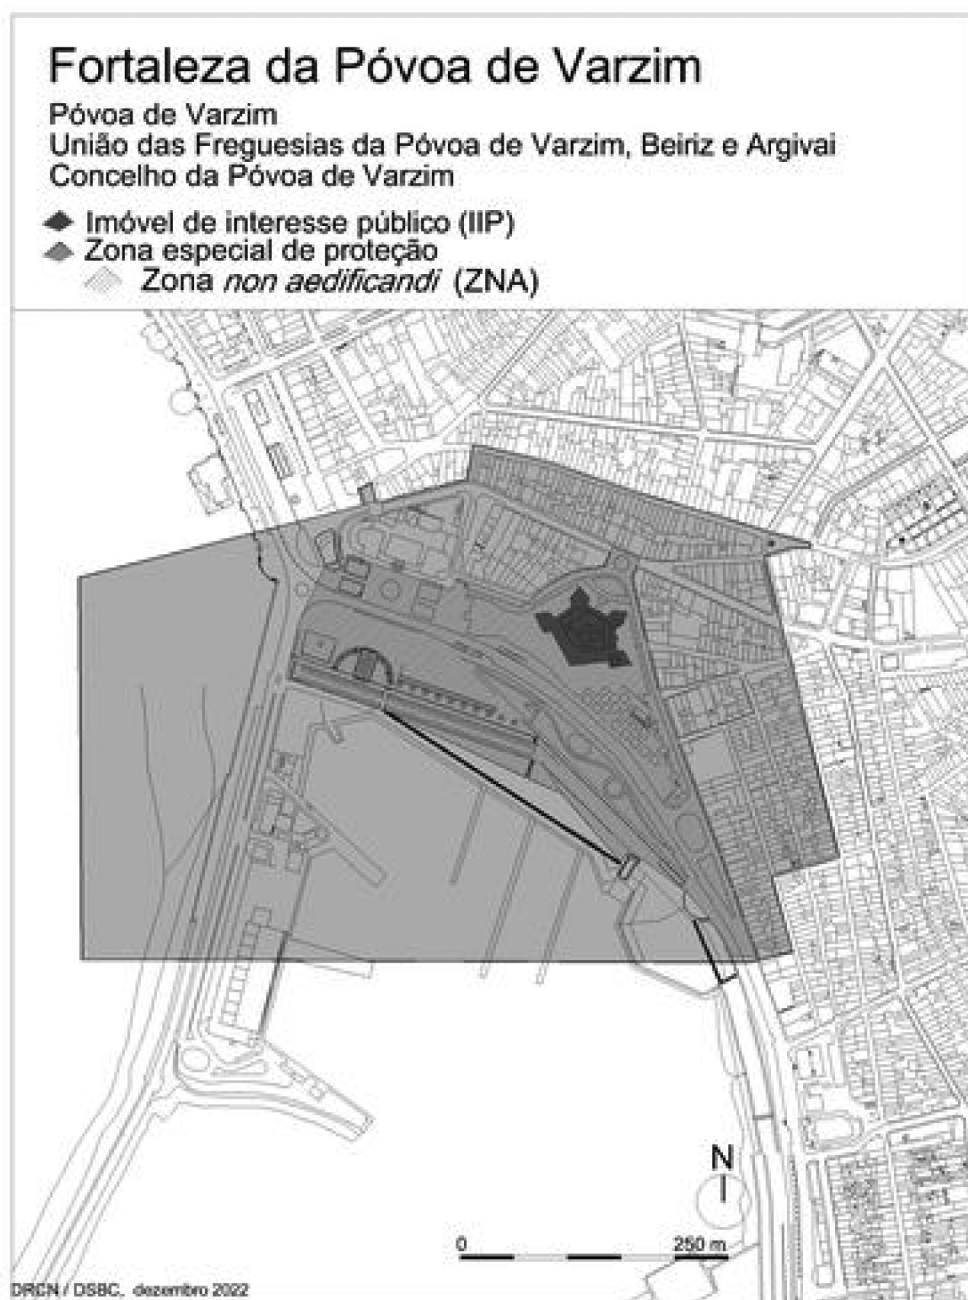 Fortaleza da Póvoa de Varzim
Póvoa de Varzim
União das Freguesias da Póvoa de Varzim, Beiriz e Argivai
Concelho da Póvoa de Varzim
Imóvel de interesse público (IIP)
Zona especial de proteção
Zona non aedificandi (ZNA)
N
0 250 m
DRCN / DSBC, dezembro 2022